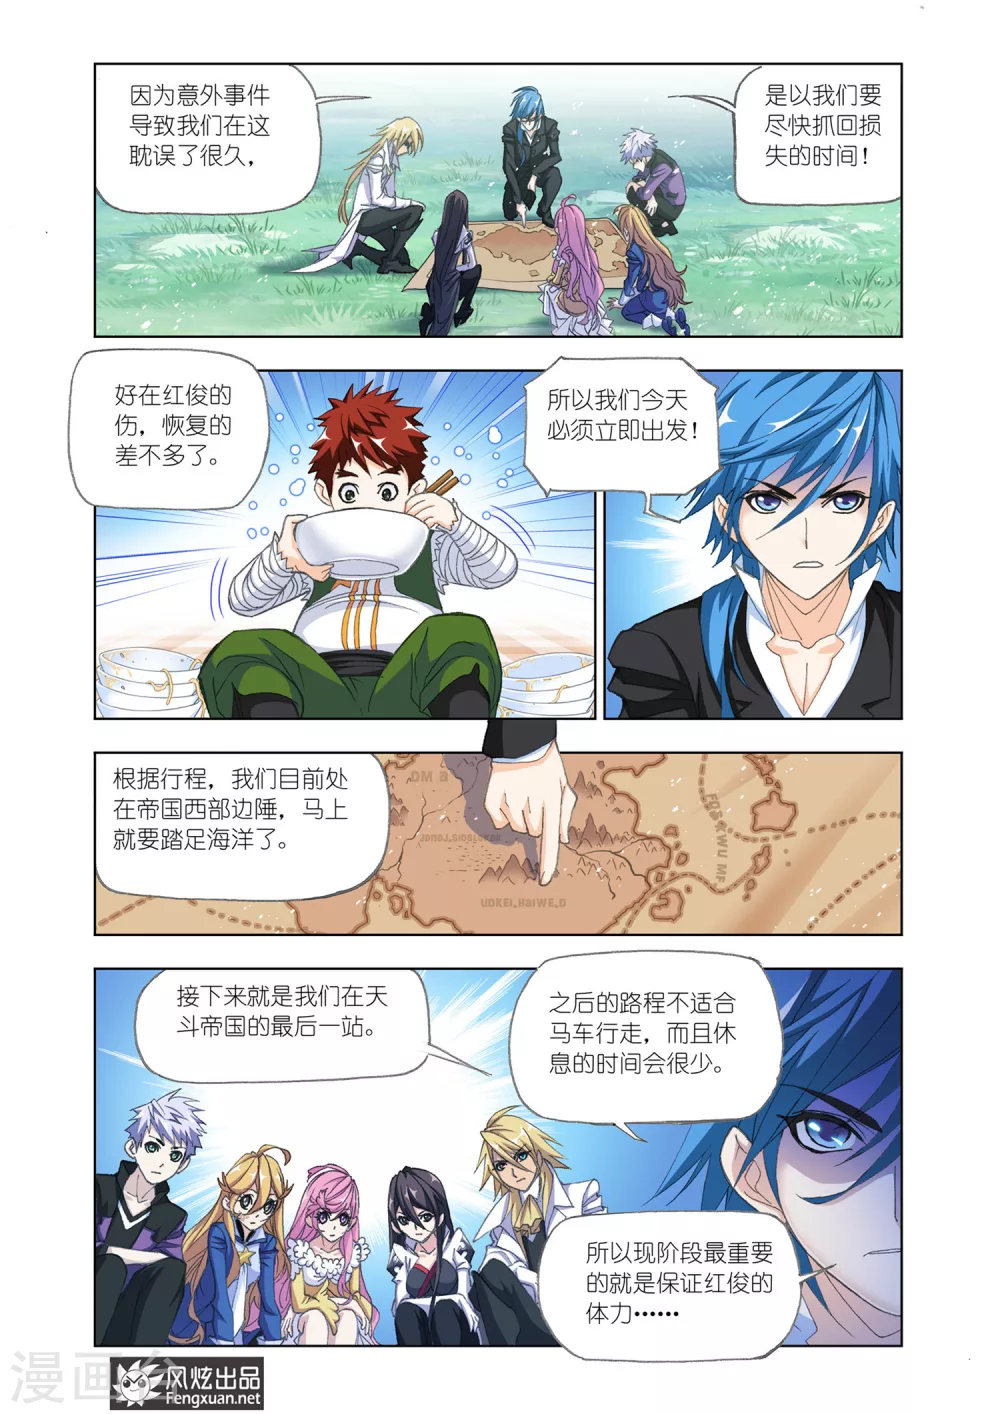 因为意外事件
导致我们在这
耽误了很久，
是以我们要
尽快抓回损
失的时间！
好在红俊的
伤，恢复的
差不多了。
所以我们今天
必须立即出发！
根据行程，我们目前处
在帝国西部边陲，马上
就要踏足海洋了。
DM a
UDKEI.HAIWE.D
接下来就是我们在天
斗帝国的最后一站。
之后的路程不适合
马车行走，而且休
息的时间会很少。
所以现阶段最重要
的就是保证红俊的
体力……
漫画台
风炫出品
Fengxuan.net